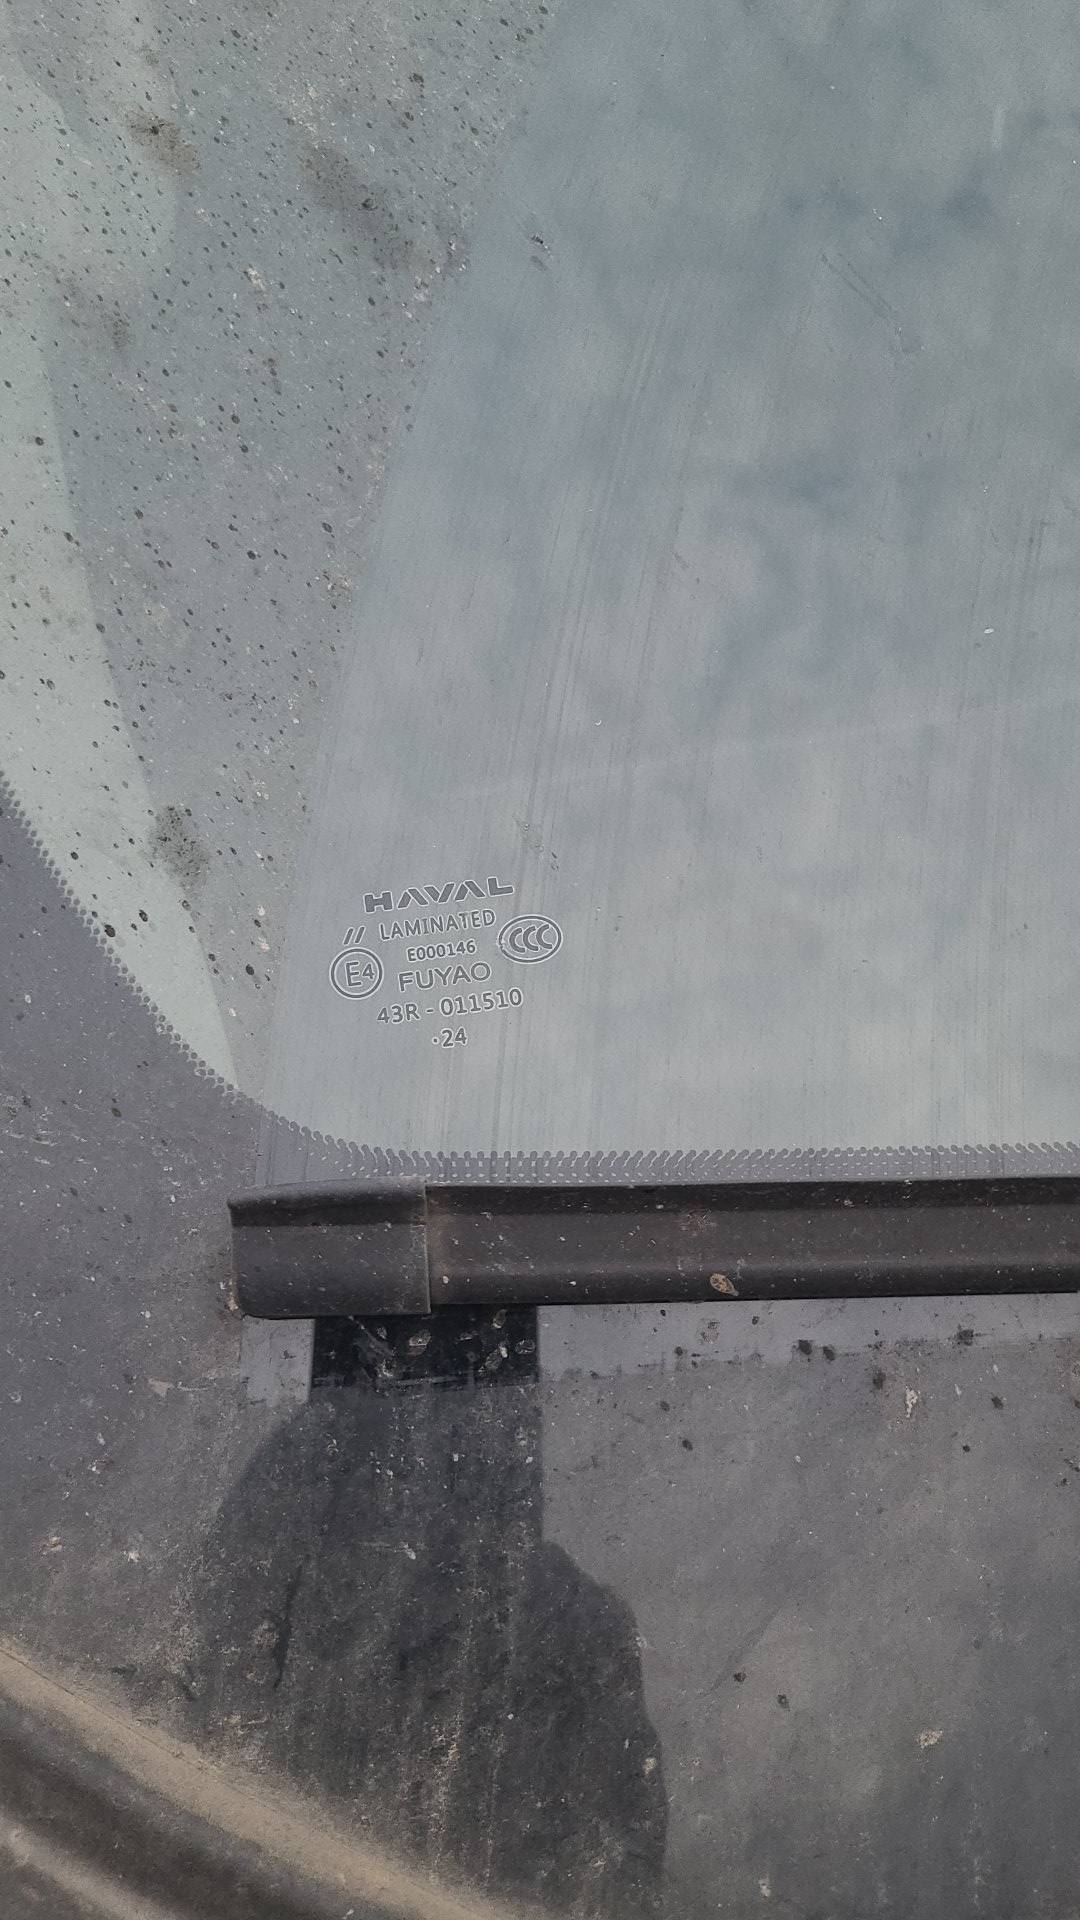 HAVAL
// LAMINATED
E000146
E4 FUYAO CCC
43R - 011510
·24